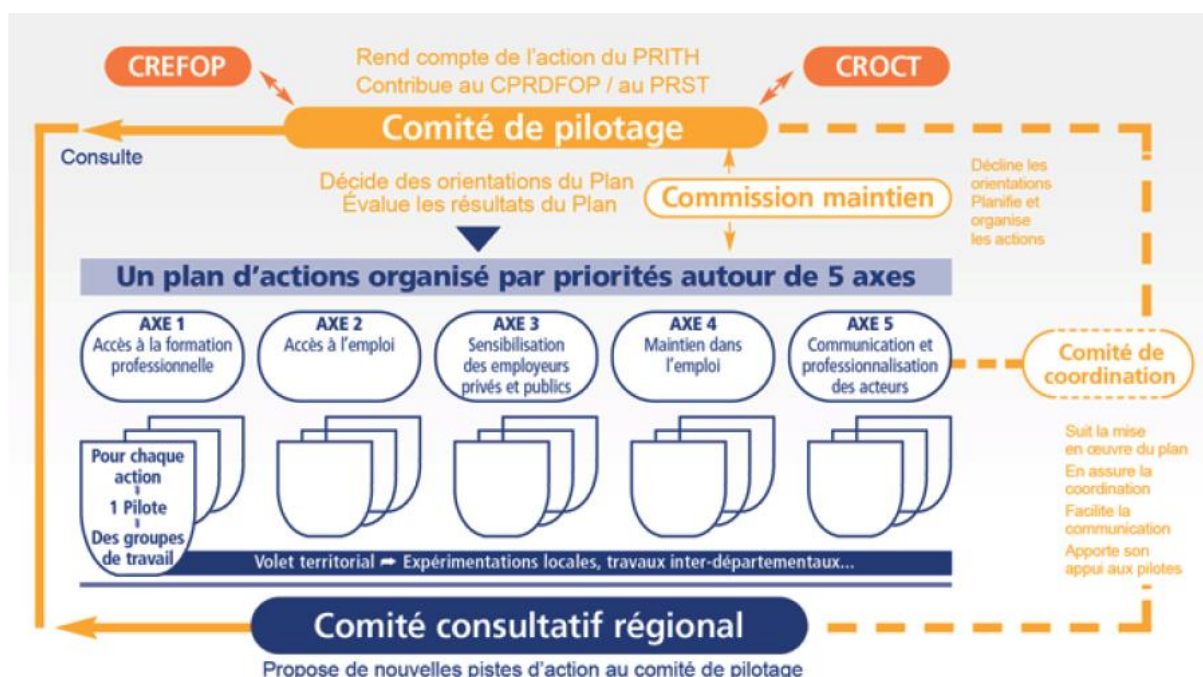 CREFOP
Rend compte de l'action du PRITH
Contribue au CPRDFOP / au PRST
CROCT
Comité de pilotage
Consulte
Décide des orientations du Plan
Évalue les résultats du Plan
Commission maintien
Décline les
orientations
Planifie et
organise
les actions
Un plan d'actions organisé par priorités autour de 5 axes
AXE 1
Accès à la formation
professionnelle
AXE 2
Accès à l'emploi
AXE 3
Sensibilisation
des employeurs
privés et publics
AXE 4
Maintien dans
l'emploi
AXE 5
Communication et
professionnalisation
des acteurs
Comité de
coordination
Pour chaque
action
1 Pilote
Des groupes
de travail
Suit la mise
en œuvre du plan
En assure la
coordination
Facilite la
communication
Apporte son
appui aux pilotes
Volet territorial ➡ Expérimentations locales, travaux inter-départementaux...
Comité consultatif régional
Propose de nouvelles pistes d'action au comité de pilotage